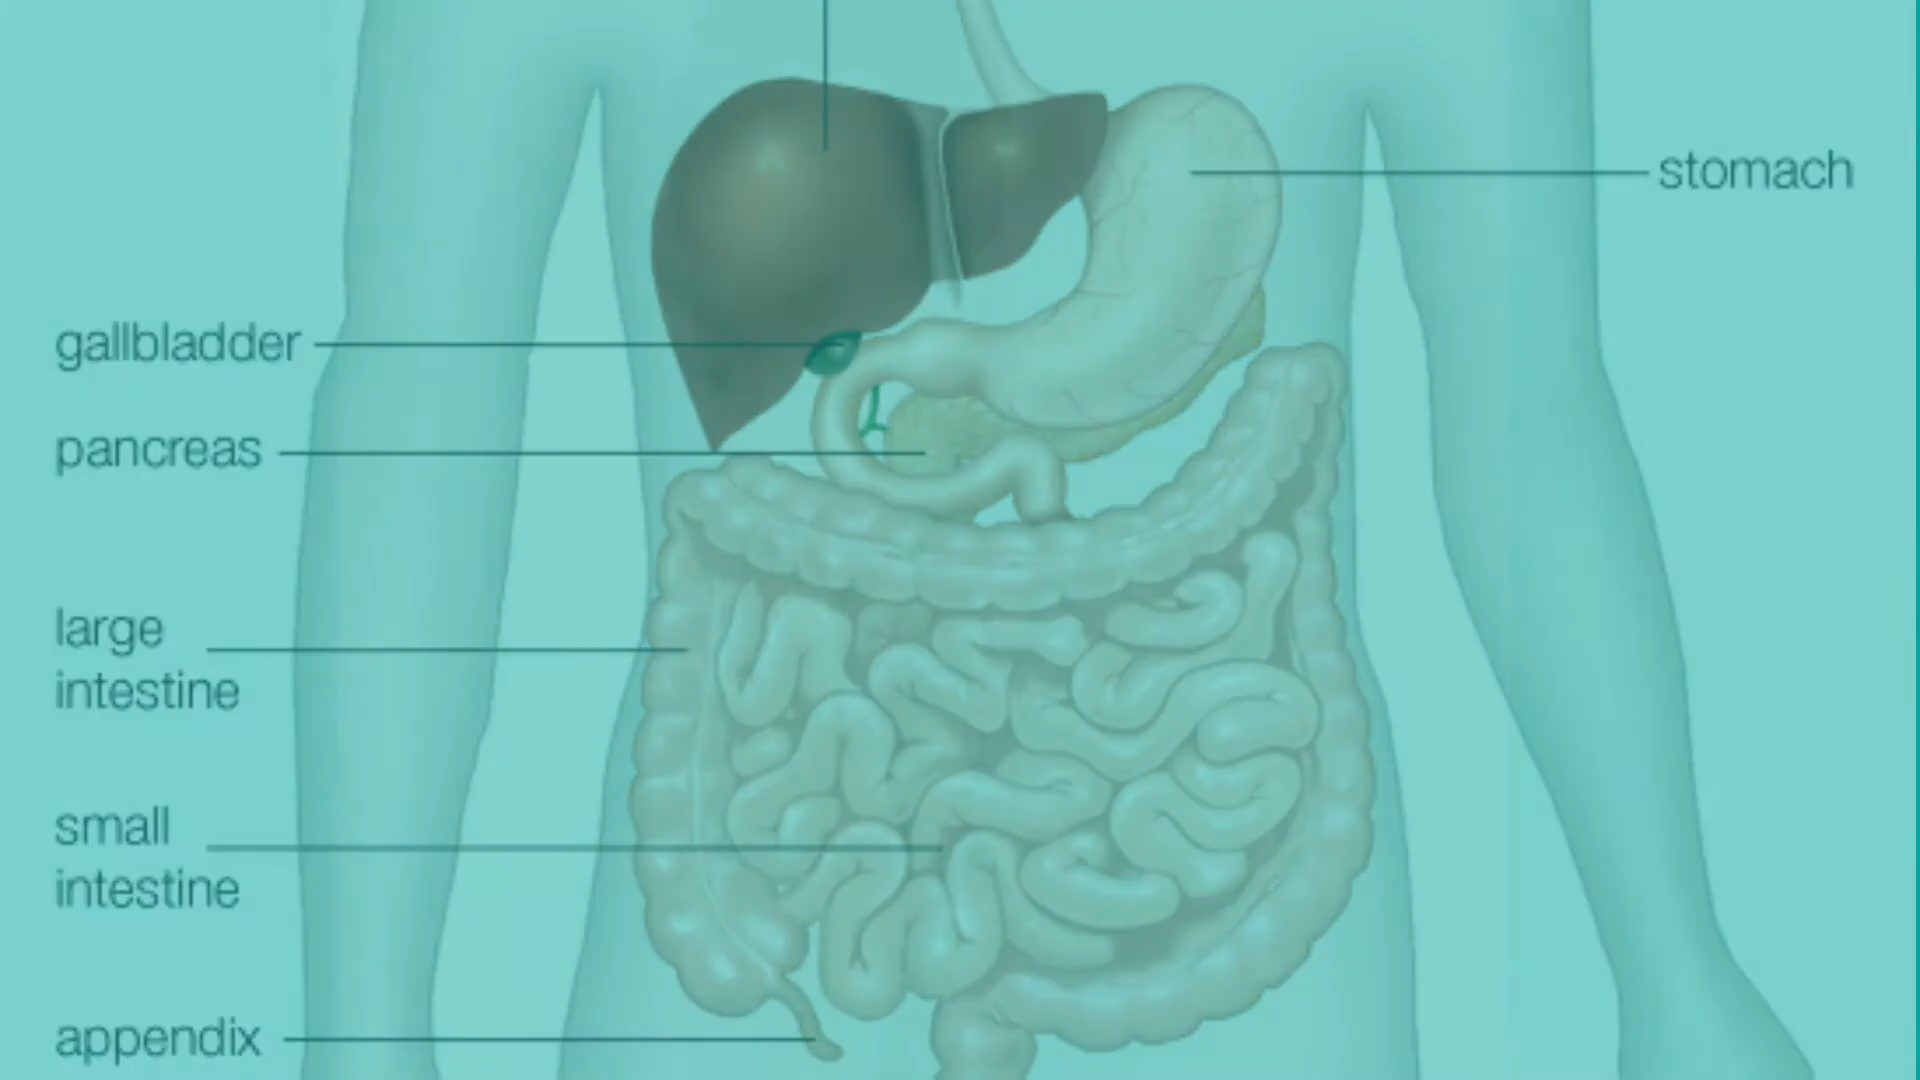 stomach
gallbladder
pancreas
large
intestine
small
intestine
appendix